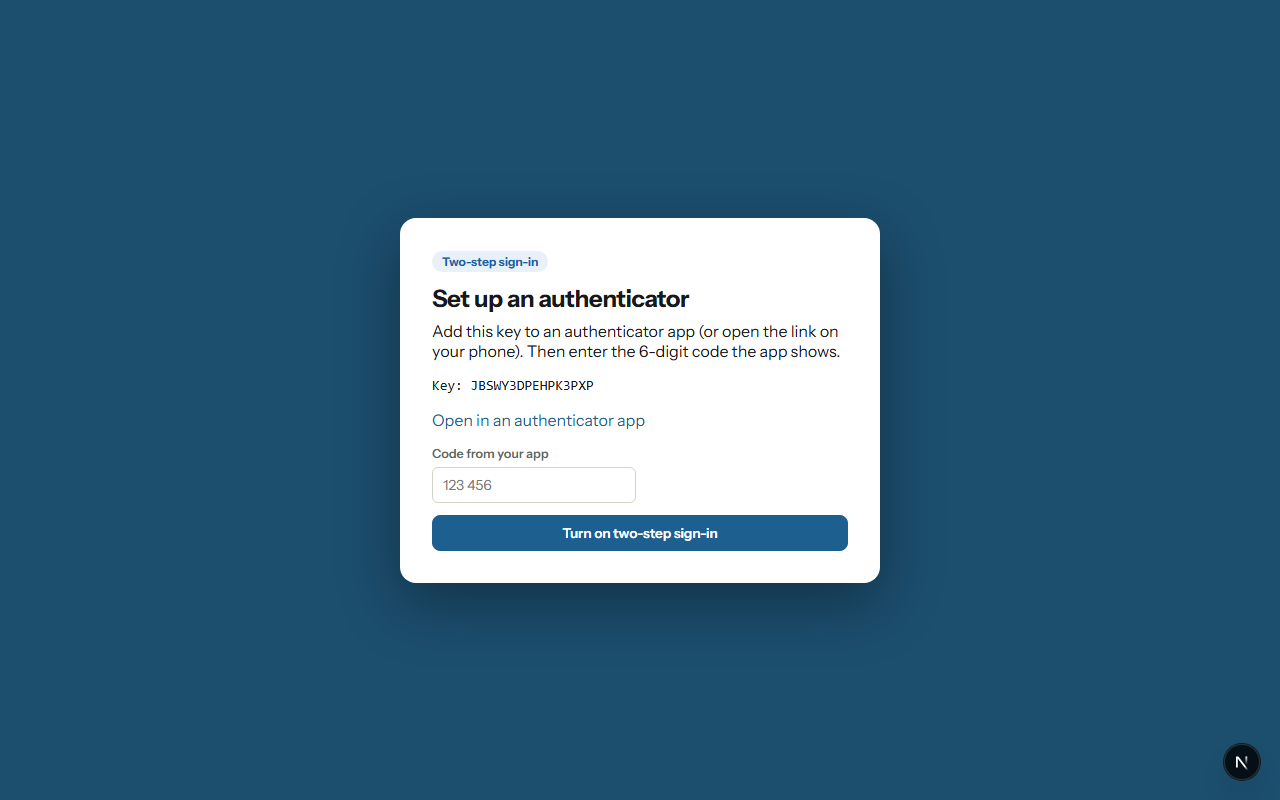 Two-step sign-in
Set up an authenticator
Add this key to an authenticator app (or open the link on
your phone). Then enter the 6-digit code the app shows.
Key: JBSWY3DPEHPK3PXP
Open in an authenticator app
Code from your app
123 456
Turn on two-step sign-in
N